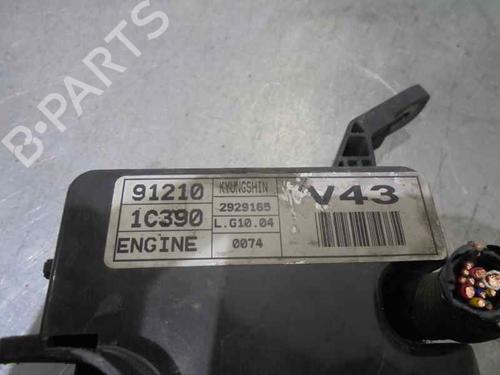 B-PARTS
91210
1C390
ENGINE
KYUNGSHIN
2929165
L.G10.04
0074
V43